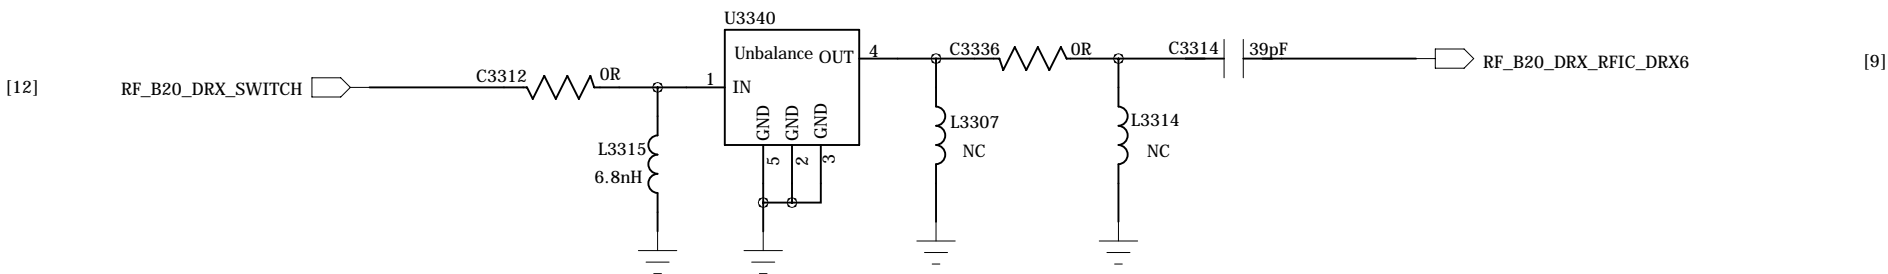 U3340
Unbalance OUT
4
C3336
0R
C3314
39pF
RF_B20_DRX_RFIC_DRX6
[9]
[12]
RF_B20_DRX_SWITCH
C3312
0R
1
IN
GND
GND
GND
5
2
3
L3315
6.8nH
L3307
NC
L3314
NC